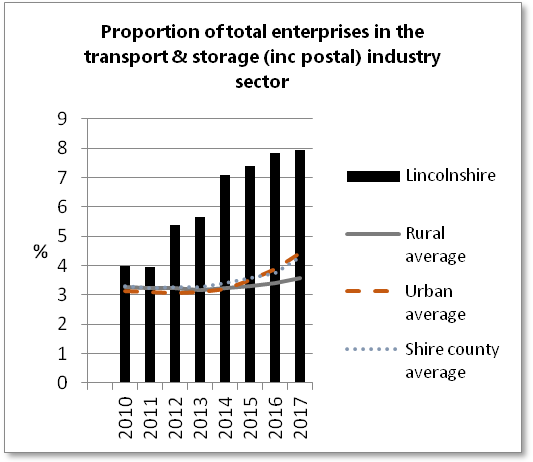 Proportion of total enterprises in the
transport & storage (inc postal) industry
sector
9
8
7
6
5
4
3
2
1
0
%
2010
2011
2012
2013
2014
2015
2016
2017
Lincolnshire
Rural
average
Urban
average
Shire county
average